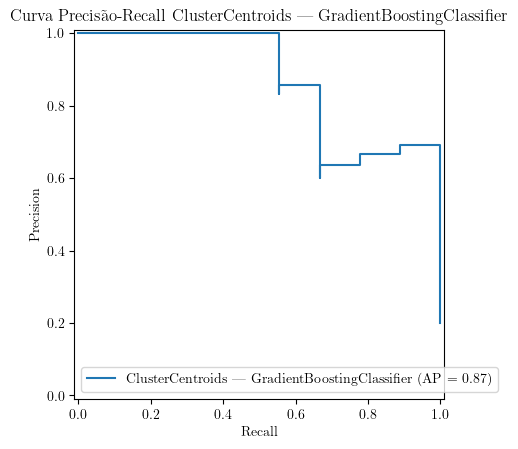 Curva Precisão-Recall ClusterCentroids — GradientBoostingClassifier
1.0
0.8
0.6
0.4
0.2
0.0
Precision
ClusterCentroids — GradientBoostingClassifier (AP = 0.87)
0.0 0.2 0.4 0.6 0.8 1.0
Recall